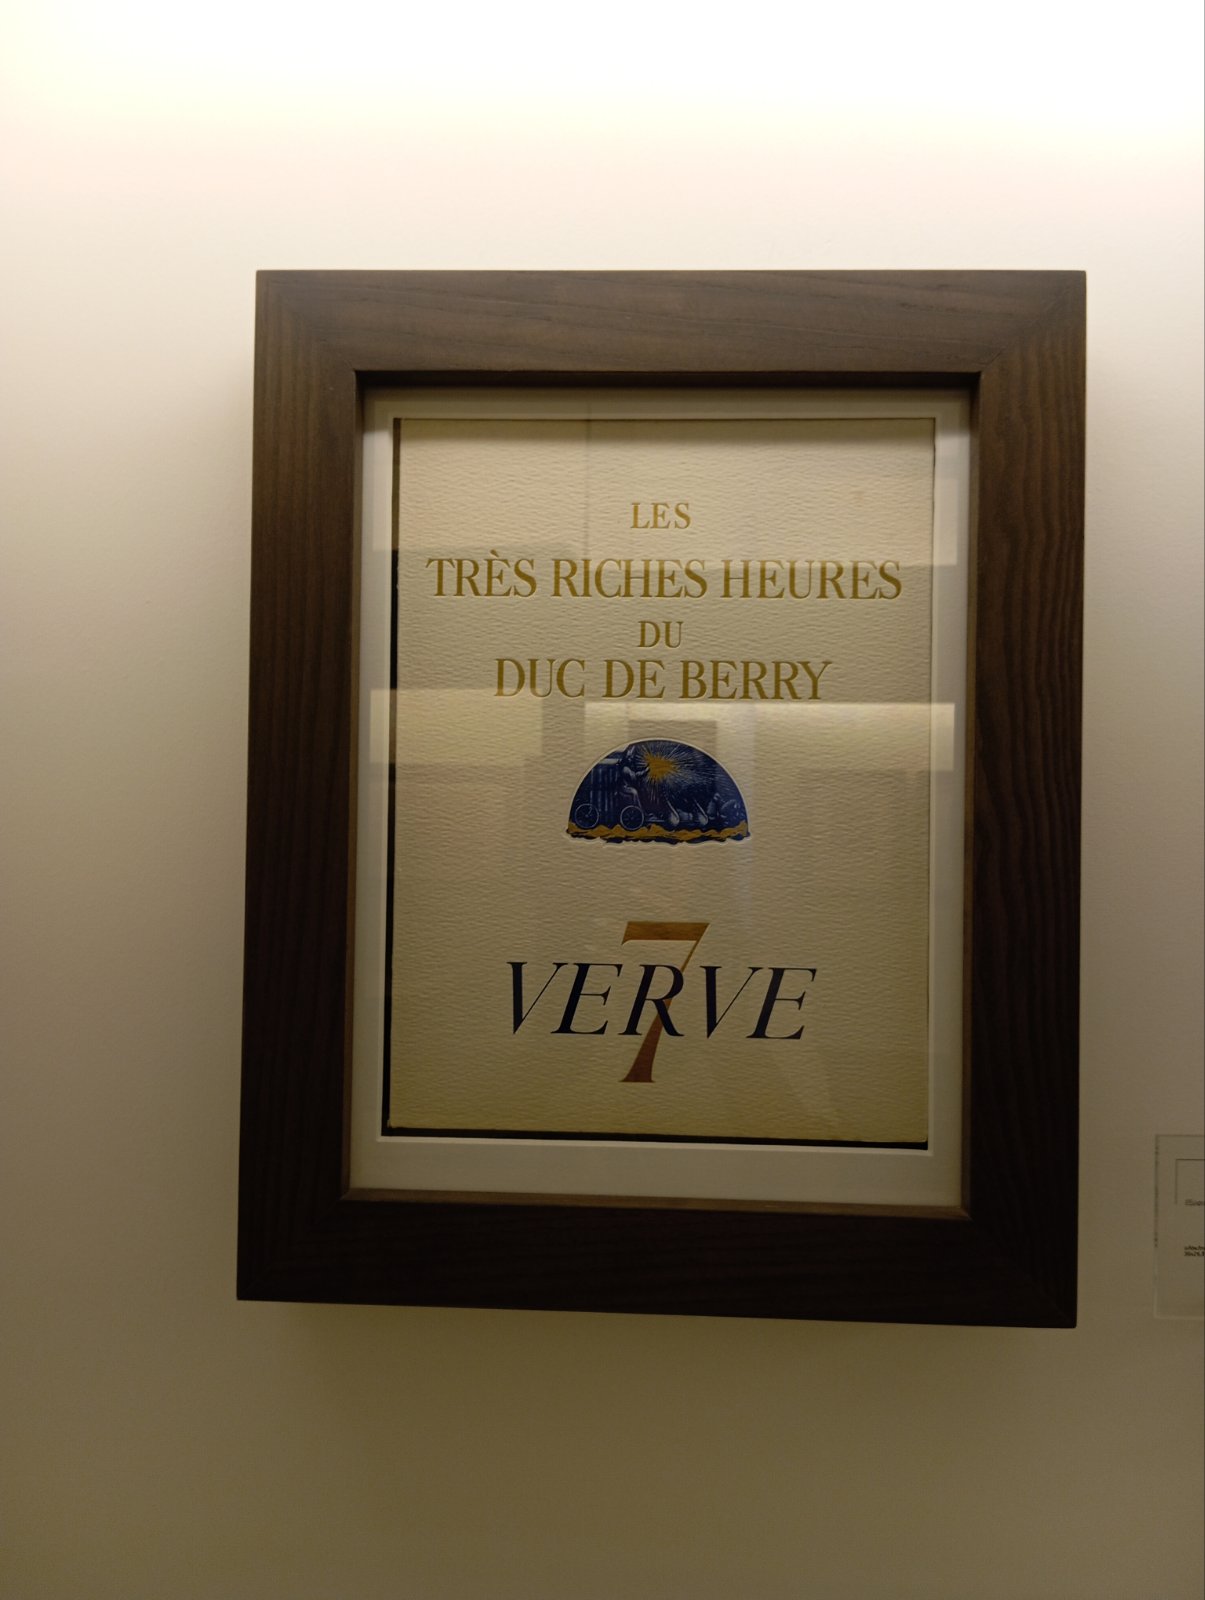 LES
TRÈS RICHES HEURES
DU
DUC DE BERRY
7
VERVE